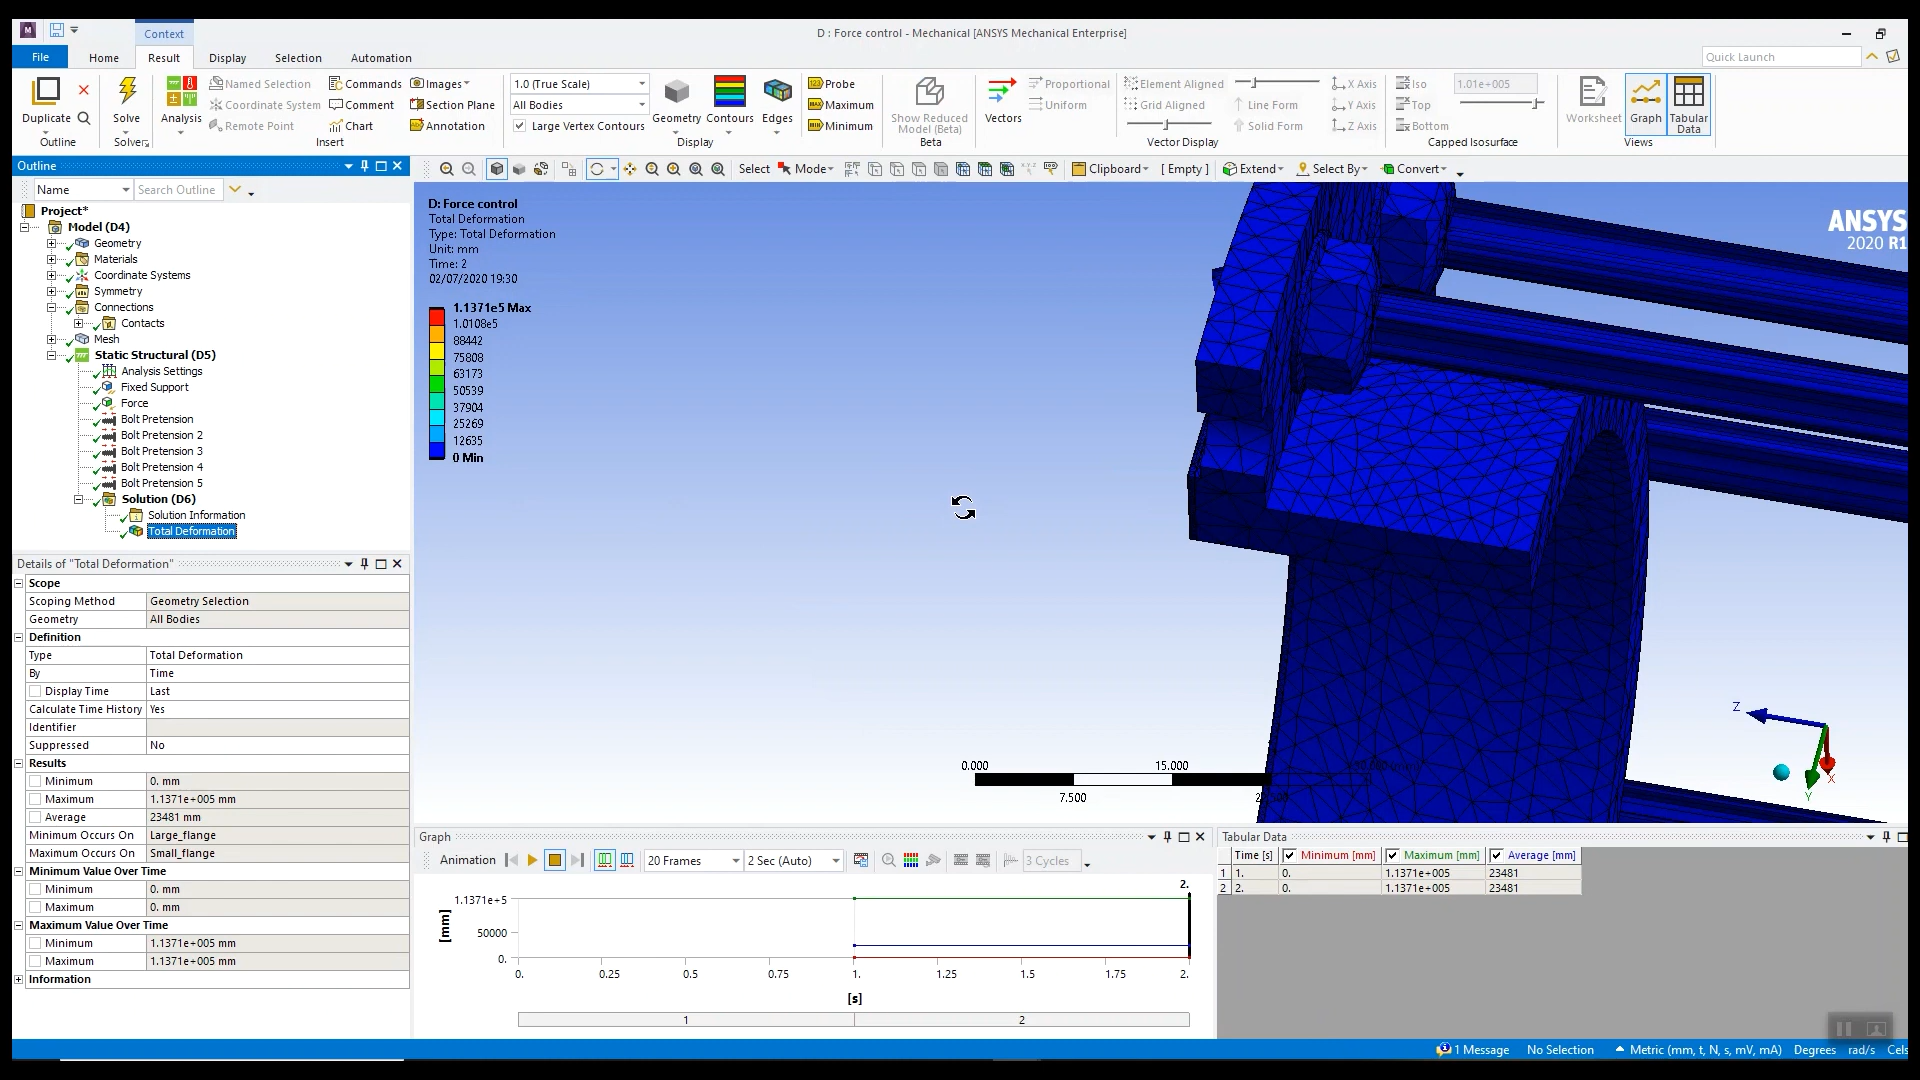 Context
D : Force control - Mechanical [ANSYS Mechanical Enterprise]
File
Home
Result
Display
Selection
Automation
Quick Launch
Duplicate
Outline
Solve
Solver
Analysis
Named Selection
Coordinate System
Remote Point
Commands
Comment
Chart
Images
Section Plane
Annotation
Insert
1.0 (True Scale)
All Bodies
Large Vertex Contours
Geometry
Contours
Edges
Display
Probe
Maximum
Minimum
Show Reduced
Model (Beta)
Beta
Vectors
Proportional
Uniform
Element Aligned
Grid Aligned
Line Form
Solid Form
X Axis
Y Axis
Z Axis
Vector Display
Iso
Top
Bottom
1.01e+005
Capped Isosurface
Worksheet
Graph
Tabular
Data
Views
Outline
Select
Mode
Clipboard
[ Empty ]
Extend
Select By
Convert
Name
Search Outline
Project*
Model (D4)
Geometry
Materials
Coordinate Systems
Symmetry
Connections
Contacts
Mesh
Static Structural (D5)
Analysis Settings
Fixed Support
Force
Bolt Pretension
Bolt Pretension 2
Bolt Pretension 3
Bolt Pretension 4
Bolt Pretension 5
Solution (D6)
Solution Information
Total Deformation
D: Force control
Total Deformation
Type: Total Deformation
Unit: mm
Time: 2
02/07/2020 19:30
1.1371e5 Max
1.0108e5
88442
75808
63173
50539
37904
25269
12635
0 Min
ANSYS
2020 R1
Z
X
Y
0.000
15.000
7.500
Details of "Total Deformation"
Scope
Scoping Method Geometry Selection
Geometry All Bodies
Definition
Type Total Deformation
By Time
Display Time Last
Calculate Time History Yes
Identifier
Suppressed No
Results
Minimum 0. mm
Maximum 1.1371e+005 mm
Average 23481 mm
Minimum Occurs On Large_flange
Maximum Occurs On Small_flange
Minimum Value Over Time
Minimum 0. mm
Maximum 0. mm
Maximum Value Over Time
Minimum 1.1371e+005 mm
Maximum 1.1371e+005 mm
Information
Graph
Animation
20 Frames
2 Sec (Auto)
3 Cycles
2.
1.1371e+5
50000
0.
[mm]
0. 0.25 0.5 0.75 1. 1.25 1.5 1.75 2.
[s]
1 2
Tabular Data
Time [s] Minimum [mm] Maximum [mm] Average [mm]
1 1. 0. 1.1371e+005 23481
2 2. 0. 1.1371e+005 23481
1 Message
No Selection
Metric (mm, t, N, s, mV, mA)
Degrees
rad/s
Cels